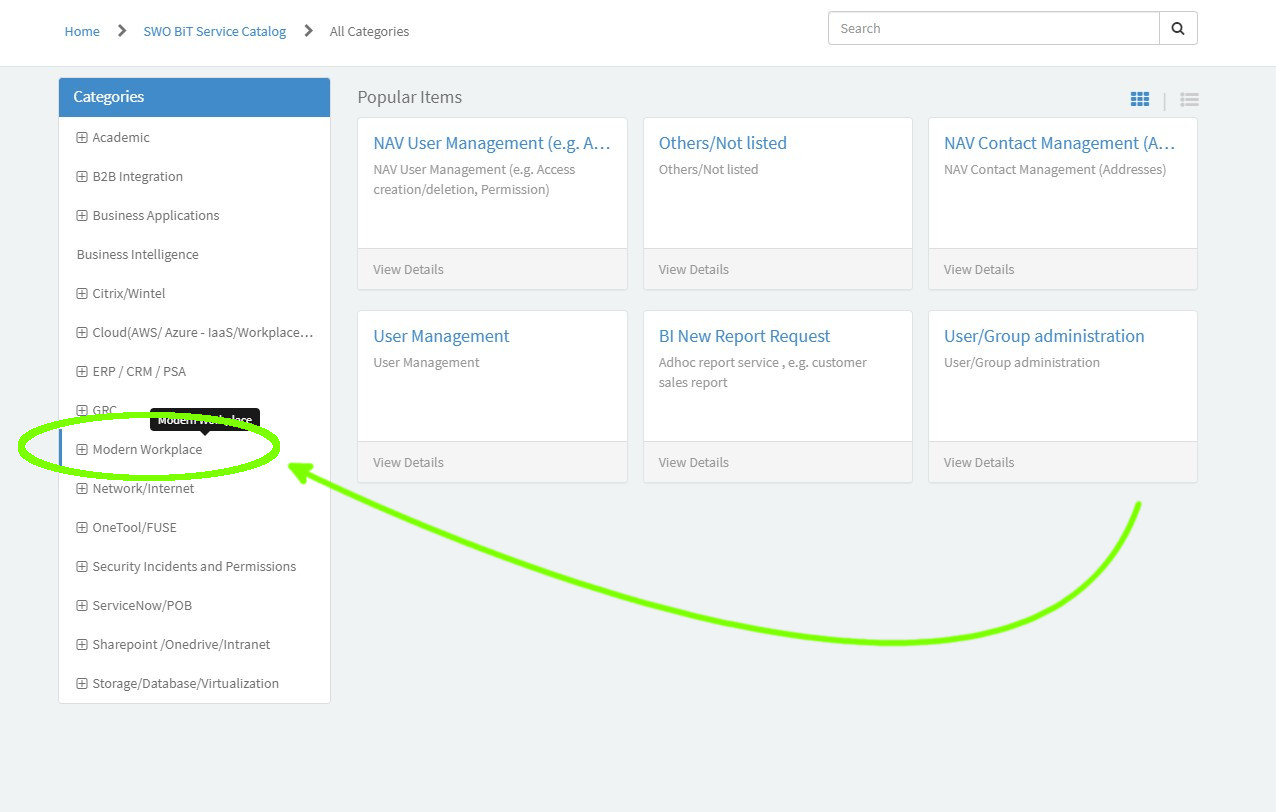 Home
SWO BiT Service Catalog
All Categories
Search
Categories
Academic
B2B Integration
Business Applications
Business Intelligence
Citrix/Wintel
Cloud(AWS/ Azure - IaaS/Workplace…
ERP / CRM / PSA
GRC
Modern Workplace
Modern Workplace
Network/Internet
OneTool/FUSE
Security Incidents and Permissions
ServiceNow/POB
Sharepoint /Onedrive/Intranet
Storage/Database/Virtualization
Popular Items
NAV User Management (e.g. A…
NAV User Management (e.g. Access
creation/deletion, Permission)
View Details
Others/Not listed
Others/Not listed
View Details
NAV Contact Management (A…
NAV Contact Management (Addresses)
View Details
User Management
User Management
View Details
BI New Report Request
Adhoc report service , e.g. customer
sales report
View Details
User/Group administration
User/Group administration
View Details